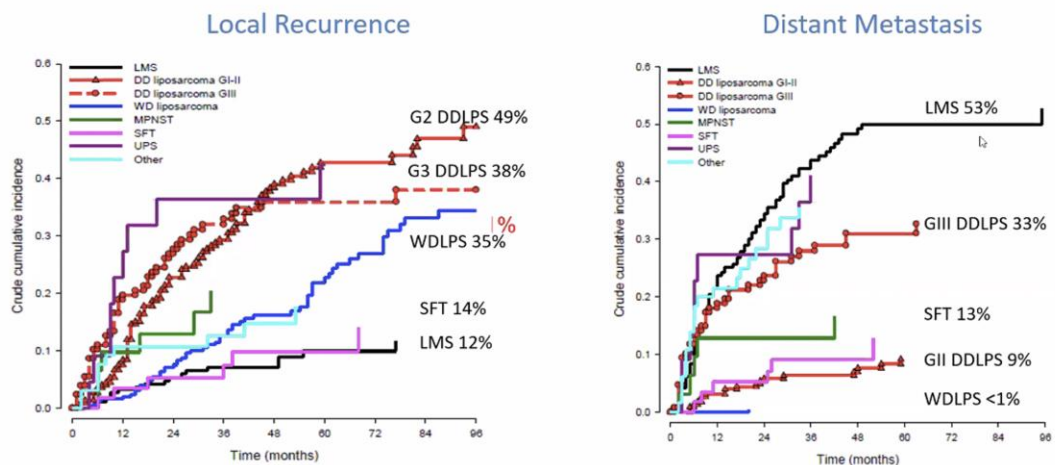 Local Recurrence
0.6
0.5
0.4
0.3
0.2
0.1
0.0
Crude cumulative incidence
LMS
DD liposarcoma GI-II
DD liposarcoma GIII
WD liposarcoma
MPNST
SFT
UPS
Other
G2 DDLPS 49%
G3 DDLPS 38%
%
WDLPS 35%
SFT 14%
LMS 12%
0 12 24 36 48 60 72 84 96
Time (months)
Distant Metastasis
0.6
0.5
0.4
0.3
0.2
0.1
0.0
Crude cumulative incidence
LMS
DD liposarcoma GI-II
DD liposarcoma GIII
WD liposarcoma
MPNST
SFT
UPS
Other
LMS 53%
GIII DDLPS 33%
SFT 13%
GII DDLPS 9%
WDLPS <1%
0 12 24 36 48 60 72 84 96
Time (months)